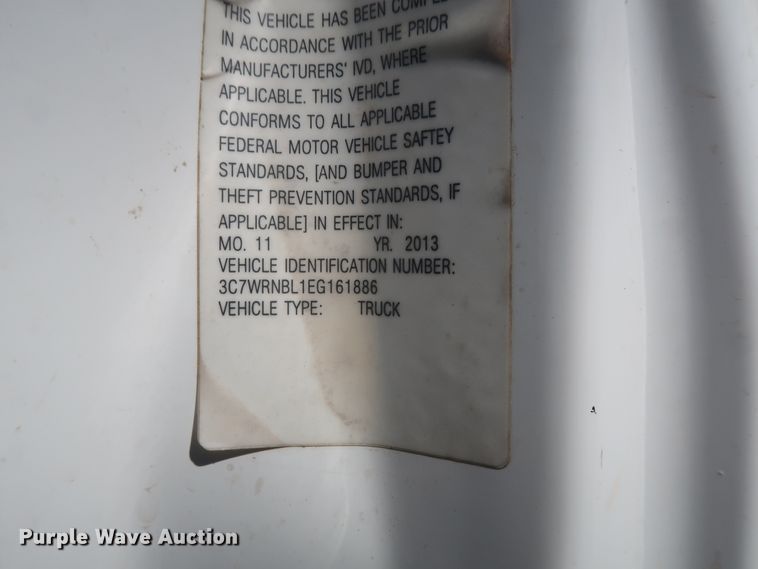 THIS VEHICLE HAS BEEN
IN ACCORDANCE WITH THE PRIOR
MANUFACTURERS' IVD, WHERE
APPLICABLE. THIS VEHICLE
CONFORMS TO ALL APPLICABLE
FEDERAL MOTOR VEHICLE SAFTEY
STANDARDS, [AND BUMPER AND
THEFT PREVENTION STANDARDS, IF
APPLICABLE] IN EFFECT IN:
MO. 11 YR. 2013
VEHICLE IDENTIFICATION NUMBER:
3C7WRNBL1EG161886
VEHICLE TYPE: TRUCK
Purple Wave Auction